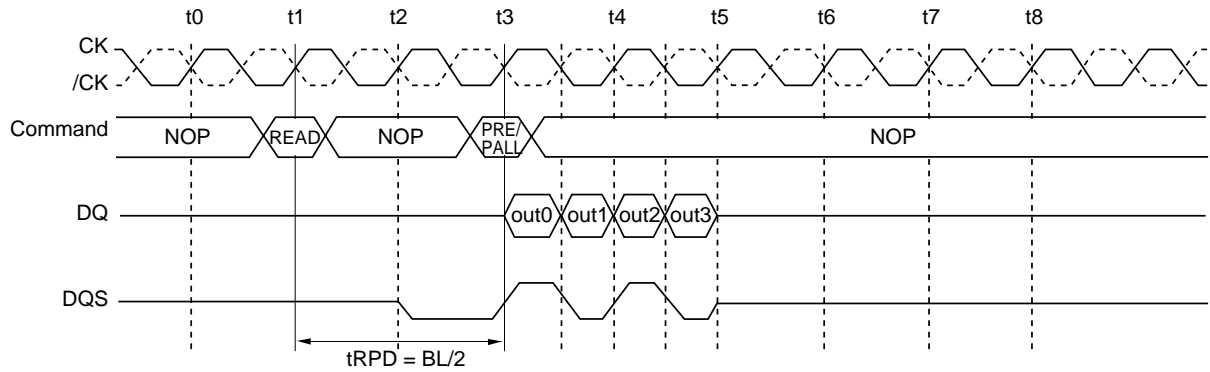 t0 t1 t2 t3 t4 t5 t6 t7 t8
CK
/CK
Command NOP READ NOP PRE/ PALL NOP
DQ out0 out1 out2 out3
DQS
tRPD = BL/2